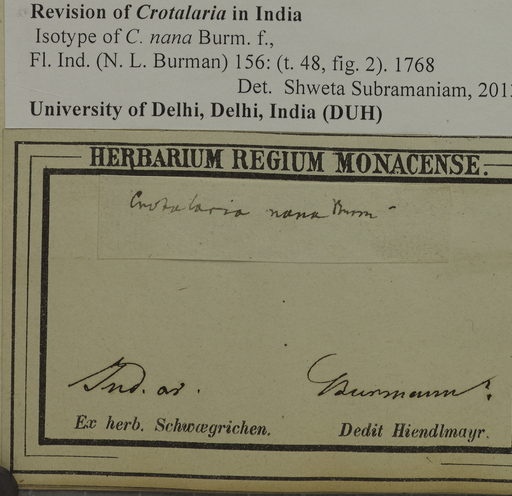 Revision of Crotalaria in India
Isotype of C. nana Burm. f.,
Fl. Ind. (N. L. Burman) 156: (t. 48, fig. 2). 1768
Det. Shweta Subramaniam, 201
University of Delhi, Delhi, India (DUH)
HERBARIUM REGIUM MONACENSE.
Crotalaria nana Burm
Ind. or.
Burmann.
Ex herb. Schwægrichen.
Dedit Hiendlmayr.